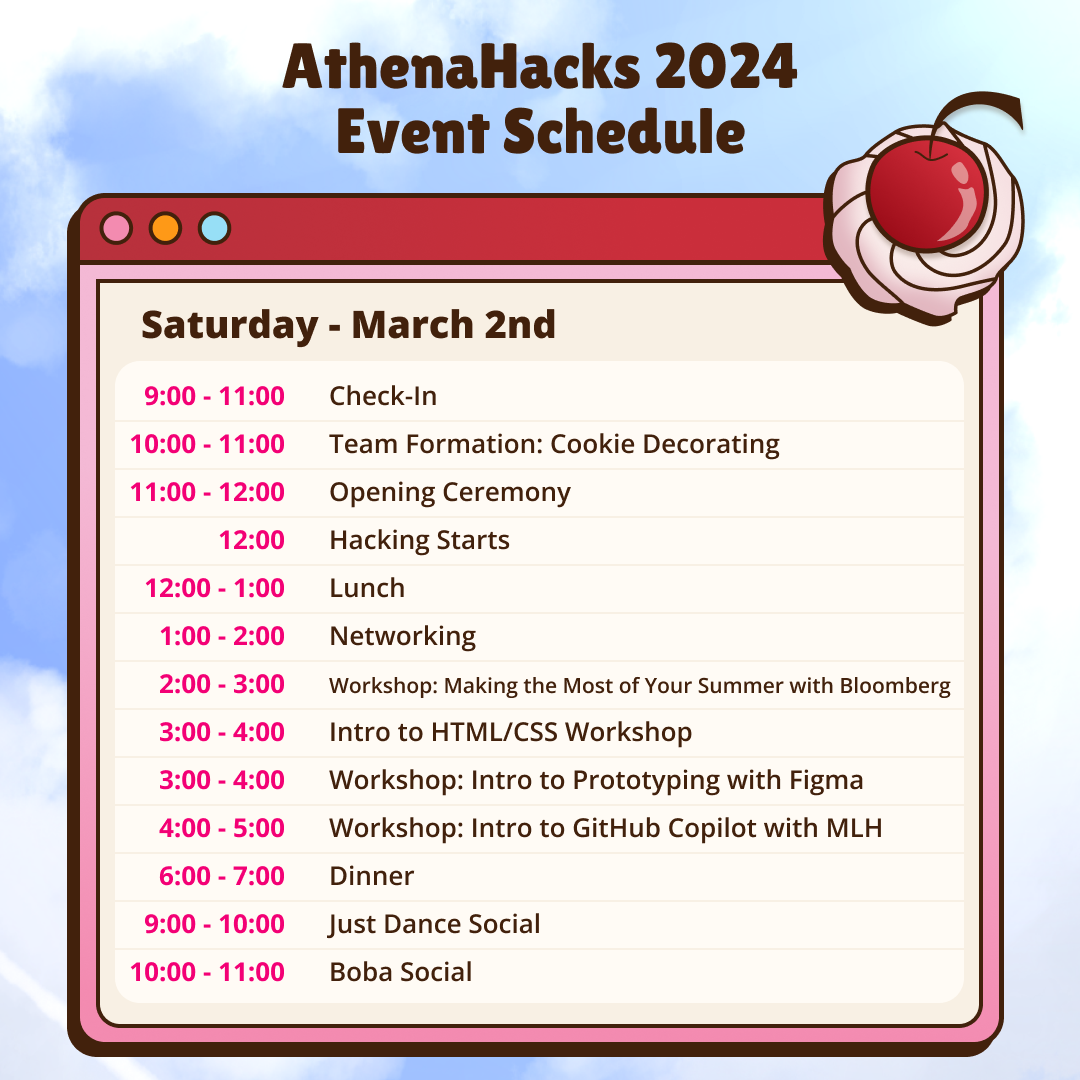 AthenaHacks 2024
Event Schedule
Saturday - March 2nd
9:00 - 11:00 Check-In
10:00 - 11:00 Team Formation: Cookie Decorating
11:00 - 12:00 Opening Ceremony
12:00 Hacking Starts
12:00 - 1:00 Lunch
1:00 - 2:00 Networking
2:00 - 3:00 Workshop: Making the Most of Your Summer with Bloomberg
3:00 - 4:00 Intro to HTML/CSS Workshop
3:00 - 4:00 Workshop: Intro to Prototyping with Figma
4:00 - 5:00 Workshop: Intro to GitHub Copilot with MLH
6:00 - 7:00 Dinner
9:00 - 10:00 Just Dance Social
10:00 - 11:00 Boba Social